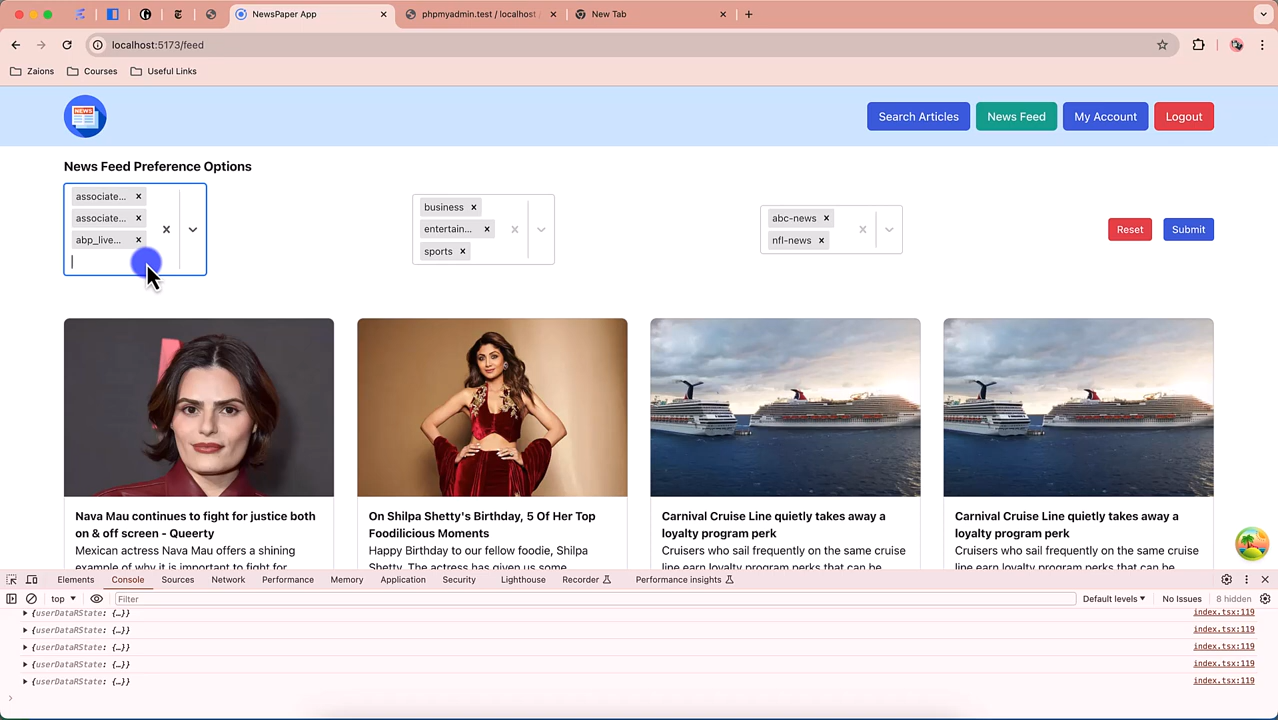 NewsPaper App
phpmyadmin.test / localhost /
New Tab
localhost:5173/feed
Zaions
Courses
Useful Links
NEWS
Search Articles
News Feed
My Account
Logout
News Feed Preference Options
associate...
associate...
abp_live...
business
entertain...
sports
abc-news
nfl-news
Reset
Submit
Nava Mau continues to fight for justice both
on & off screen - Queerty
Mexican actress Nava Mau offers a shining
example of why it is important to fight for
On Shilpa Shetty's Birthday, 5 Of Her Top
Foodilicious Moments
Happy Birthday to our fellow foodie, Shilpa
Shetty. The actress has given us some
Carnival Cruise Line quietly takes away a
loyalty program perk
Cruisers who sail frequently on the same cruise
line earn loyalty program perks that can be
Carnival Cruise Line quietly takes away a
loyalty program perk
Cruisers who sail frequently on the same cruise
line earn loyalty program perks that can be
Elements
Console
Sources
Network
Performance
Memory
Application
Security
Lighthouse
Recorder
Performance insights
top
Filter
Default levels
No Issues
8 hidden
{userDataRState: {…}} index.tsx:119
{userDataRState: {…}} index.tsx:119
{userDataRState: {…}} index.tsx:119
{userDataRState: {…}} index.tsx:119
{userDataRState: {…}} index.tsx:119